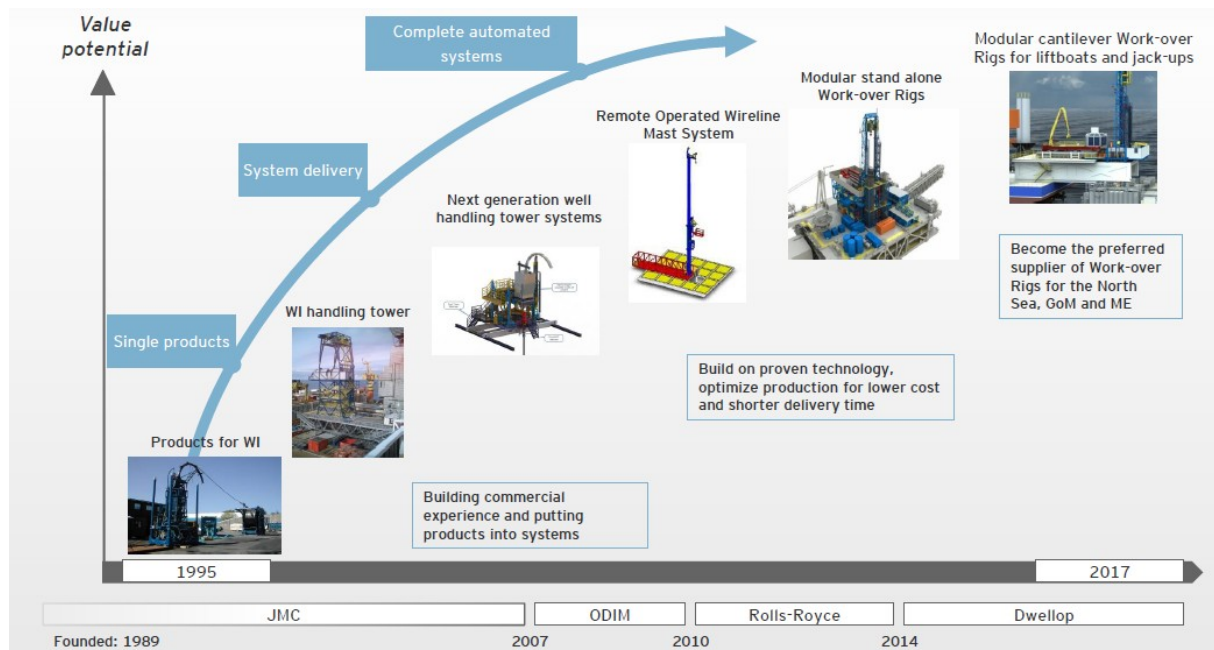 Value
potential
Complete automated
systems
Modular cantilever Work-over
Rigs for liftboats and jack-ups
Modular stand alone
Work-over Rigs
Remote Operated Wireline
Mast System
System delivery
Next generation well
handling tower systems
Become the preferred
supplier of Work-over
Rigs for the North
Sea, GoM and ME
WI handling tower
Single products
Build on proven technology,
optimize production for lower cost
and shorter delivery time
Products for WI
Building commercial
experience and putting
products into systems
1995
2017
JMC
ODIM
Rolls-Royce
Dwellop
Founded: 1989
2007
2010
2014